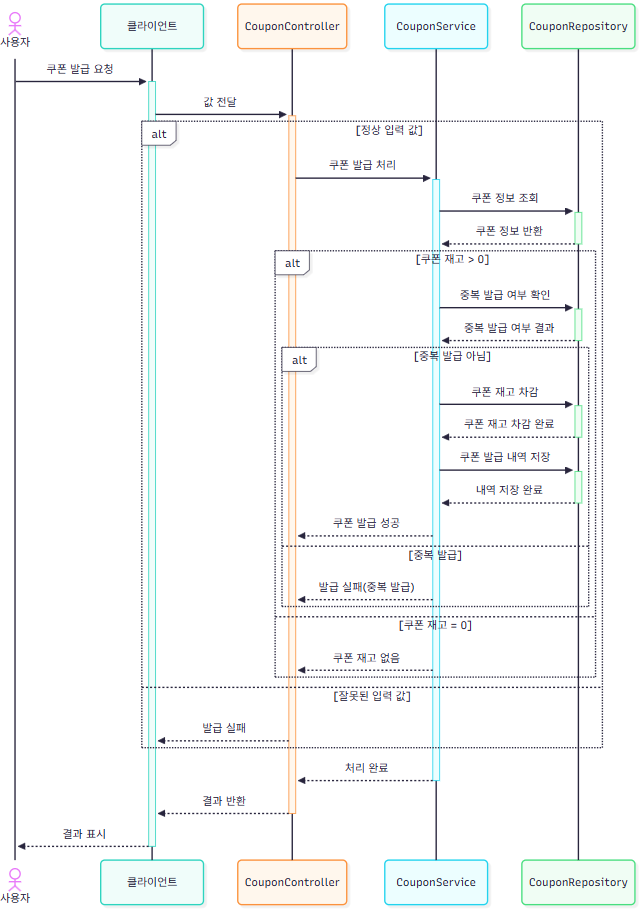 사용자
클라이언트
CouponController
CouponService
CouponRepository
쿠폰 발급 요청
값 전달
alt
[정상 입력 값]
쿠폰 발급 처리
쿠폰 정보 조회
쿠폰 정보 반환
alt
[쿠폰 재고 > 0]
중복 발급 여부 확인
중복 발급 여부 결과
alt
[중복 발급 아님]
쿠폰 재고 차감
쿠폰 재고 차감 완료
쿠폰 발급 내역 저장
내역 저장 완료
쿠폰 발급 성공
[중복 발급]
발급 실패(중복 발급)
[쿠폰 재고 = 0]
쿠폰 재고 없음
[잘못된 입력 값]
발급 실패
처리 완료
결과 반환
결과 표시
사용자
클라이언트
CouponController
CouponService
CouponRepository